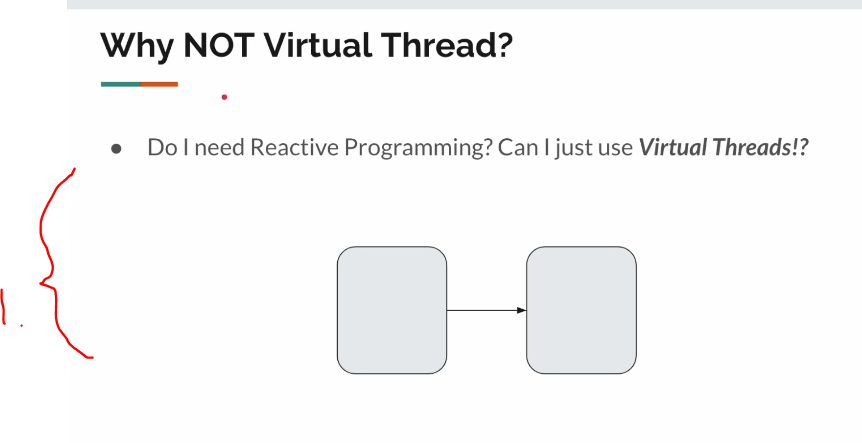 Why NOT Virtual Thread?
● Do I need Reactive Programming? Can I just use Virtual Threads!?
1.